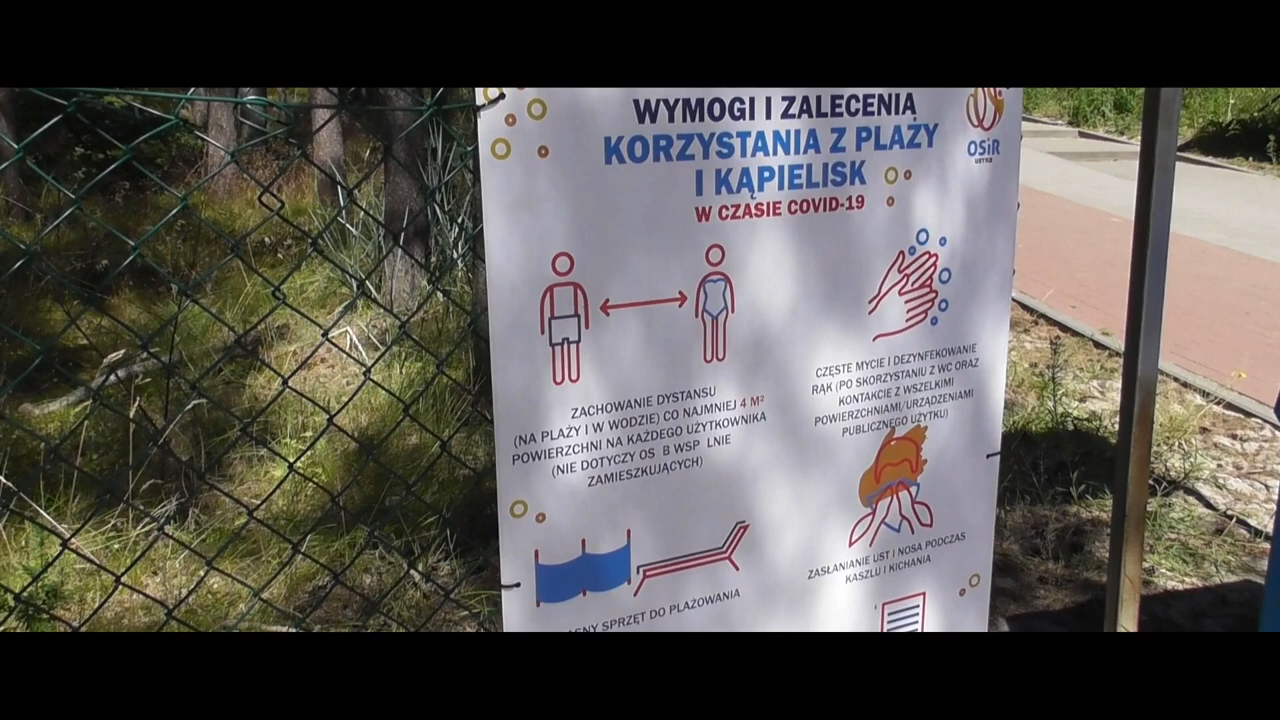 WYMOGI I ZALECENIA
KORZYSTANIA Z PLAŻY
I KĄPIELISK
W CZASIE COVID-19
OSiR
USTKA
ZACHOWANIE DYSTANSU
(NA PLAŻY I W WODZIE) CO NAJMNIEJ 4 M²
POWIERZCHNI NA KAŻDEGO UŻYTKOWNIKA
(NIE DOTYCZY OS B WSP LNIE
ZAMIESZKUJĄCYCH)
CZĘSTE MYCIE I DEZYNFEKOWANIE
RĄK (PO SKORZYSTANIU Z WC ORAZ
KONTAKCIE Z WSZELKIMI
POWIERZCHNIAMI/URZĄDZENIAMI
PUBLICZNEGO UŻYTKU)
ZASŁANIANIE UST I NOSA PODCZAS
KASZLU I KICHANIA
SPRZĘT DO PLAŻOWANIA